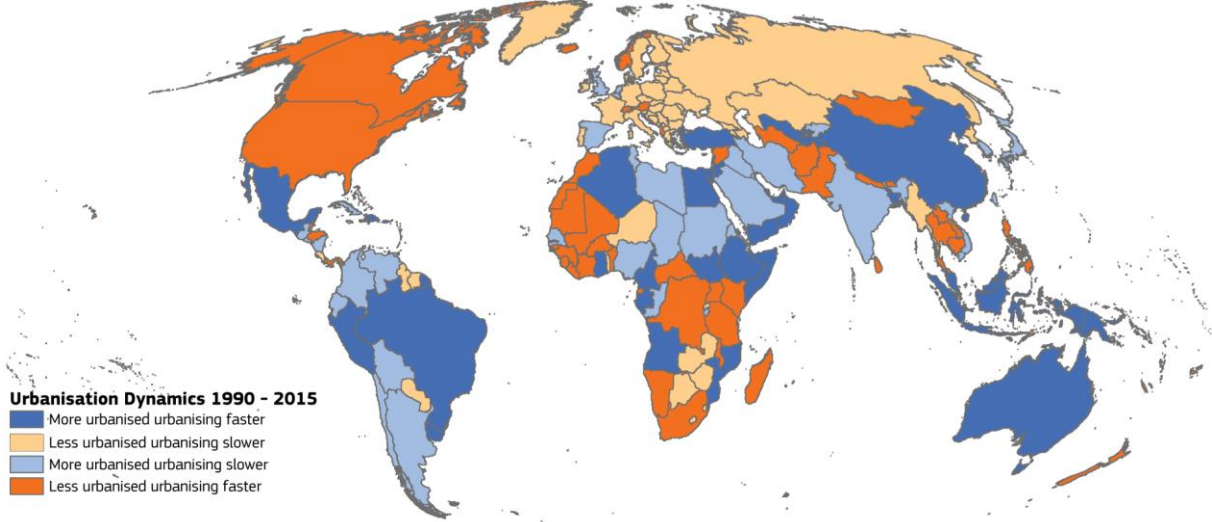 Urbanisation Dynamics 1990 - 2015
More urbanised urbanising faster
Less urbanised urbanising slower
More urbanised urbanising slower
Less urbanised urbanising faster